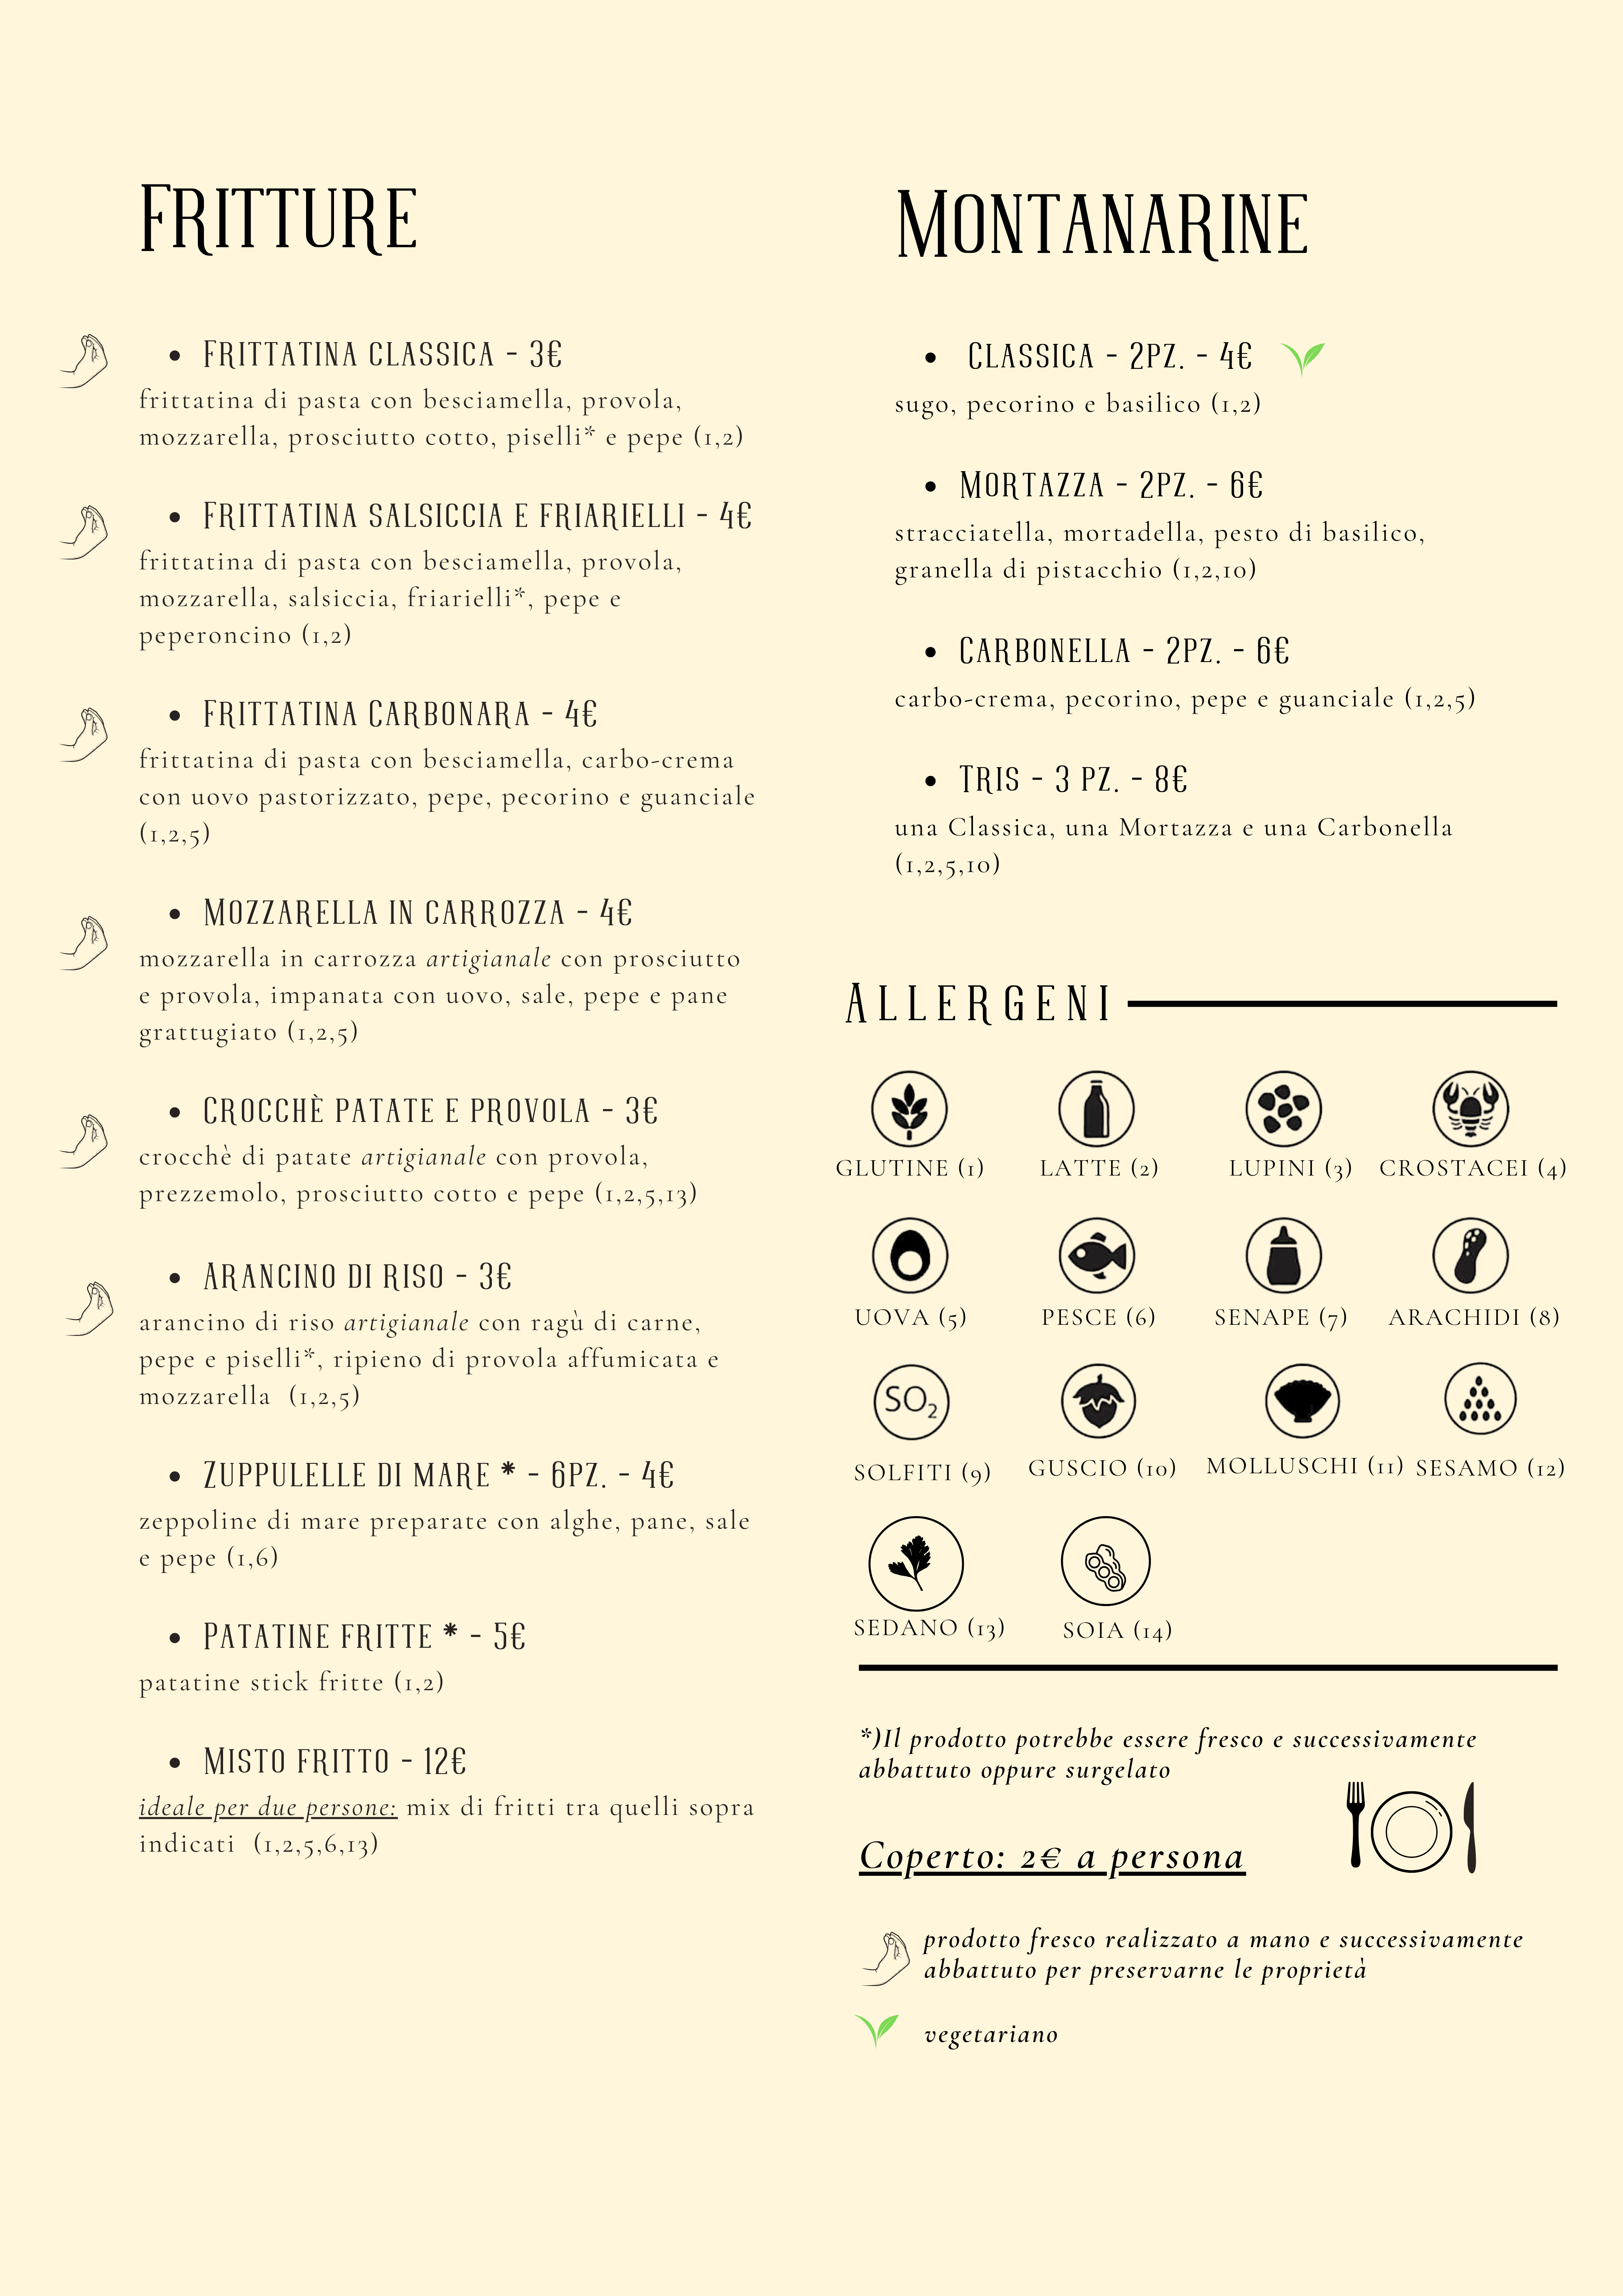 FRITTURE
• FRITTATINA CLASSICA - 3€
frittatina di pasta con besciamella, provola,
mozzarella, prosciutto cotto, piselli* e pepe (1,2)
• FRITTATINA SALSICCIA E FRIARIELLI - 4€
frittatina di pasta con besciamella, provola,
mozzarella, salsiccia, friarielli*, pepe e
peperoncino (1,2)
• FRITTATINA CARBONARA - 4€
frittatina di pasta con besciamella, carbo-crema
con uovo pastorizzato, pepe, pecorino e guanciale
(1,2,5)
• MOZZARELLA IN CARROZZA - 4€
mozzarella in carrozza artigianale con prosciutto
e provola, impanata con uovo, sale, pepe e pane
grattugiato (1,2,5)
• CROCCHÈ PATATE E PROVOLA - 3€
crocchè di patate artigianale con provola,
prezzemolo, prosciutto cotto e pepe (1,2,5,13)
• ARANCINO DI RISO - 3€
arancino di riso artigianale con ragù di carne,
pepe e piselli*, ripieno di provola affumicata e
mozzarella (1,2,5)
• ZUPPULELLE DI MARE * - 6PZ. - 4€
zeppoline di mare preparate con alghe, pane, sale
e pepe (1,6)
• PATATINE FRITTE * - 5€
patatine stick fritte (1,2)
• MISTO FRITTO - 12€
ideale per due persone: mix di fritti tra quelli sopra
indicati (1,2,5,6,13)
MONTANARINE
• CLASSICA - 2PZ. - 4€
sugo, pecorino e basilico (1,2)
• MORTAZZA - 2PZ. - 6€
stracciatella, mortadella, pesto di basilico,
granella di pistacchio (1,2,10)
• CARBONELLA - 2PZ. - 6€
carbo-crema, pecorino, pepe e guanciale (1,2,5)
• TRIS - 3 PZ. - 8€
una Classica, una Mortazza e una Carbonella
(1,2,5,10)
ALLERGENI
GLUTINE (1) LATTE (2) LUPINI (3) CROSTACEI (4)
UOVA (5) PESCE (6) SENAPE (7) ARACHIDI (8)
SO2
SOLFITI (9) GUSCIO (10) MOLLUSCHI (11) SESAMO (12)
SEDANO (13) SOIA (14)
*)Il prodotto potrebbe essere fresco e successivamente
abbattuto oppure surgelato
Coperto: 2€ a persona
prodotto fresco realizzato a mano e successivamente
abbattuto per preservarne le proprietà
vegetariano